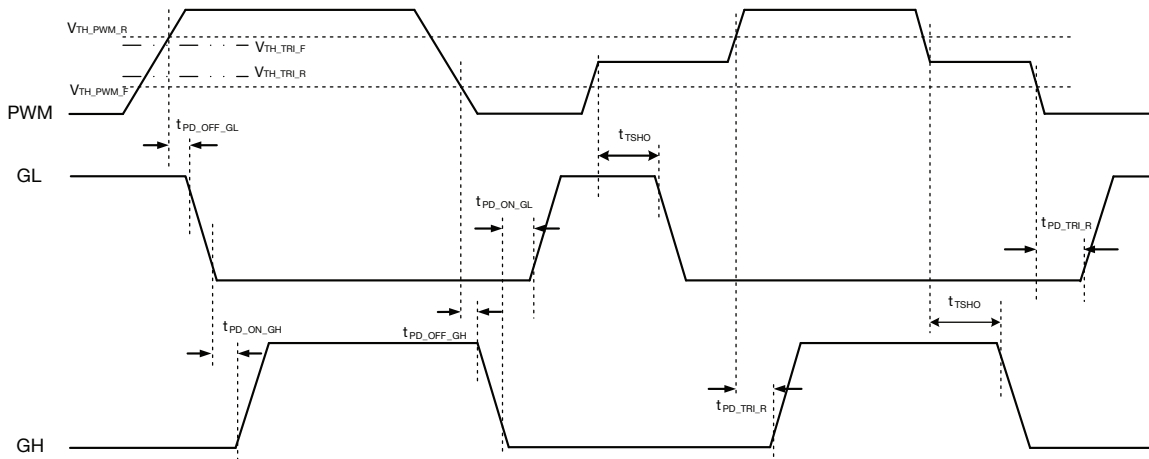 VTH_PWM_R
VTH_TRI_F
VTH_TRI_R
VTH_PWM_F
PWM
tPD_OFF_GL
tTSHO
GL
tPD_ON_GL
tPD_TRI_R
tTSHO
tPD_ON_GH
tPD_OFF_GH
tPD_TRI_R
GH